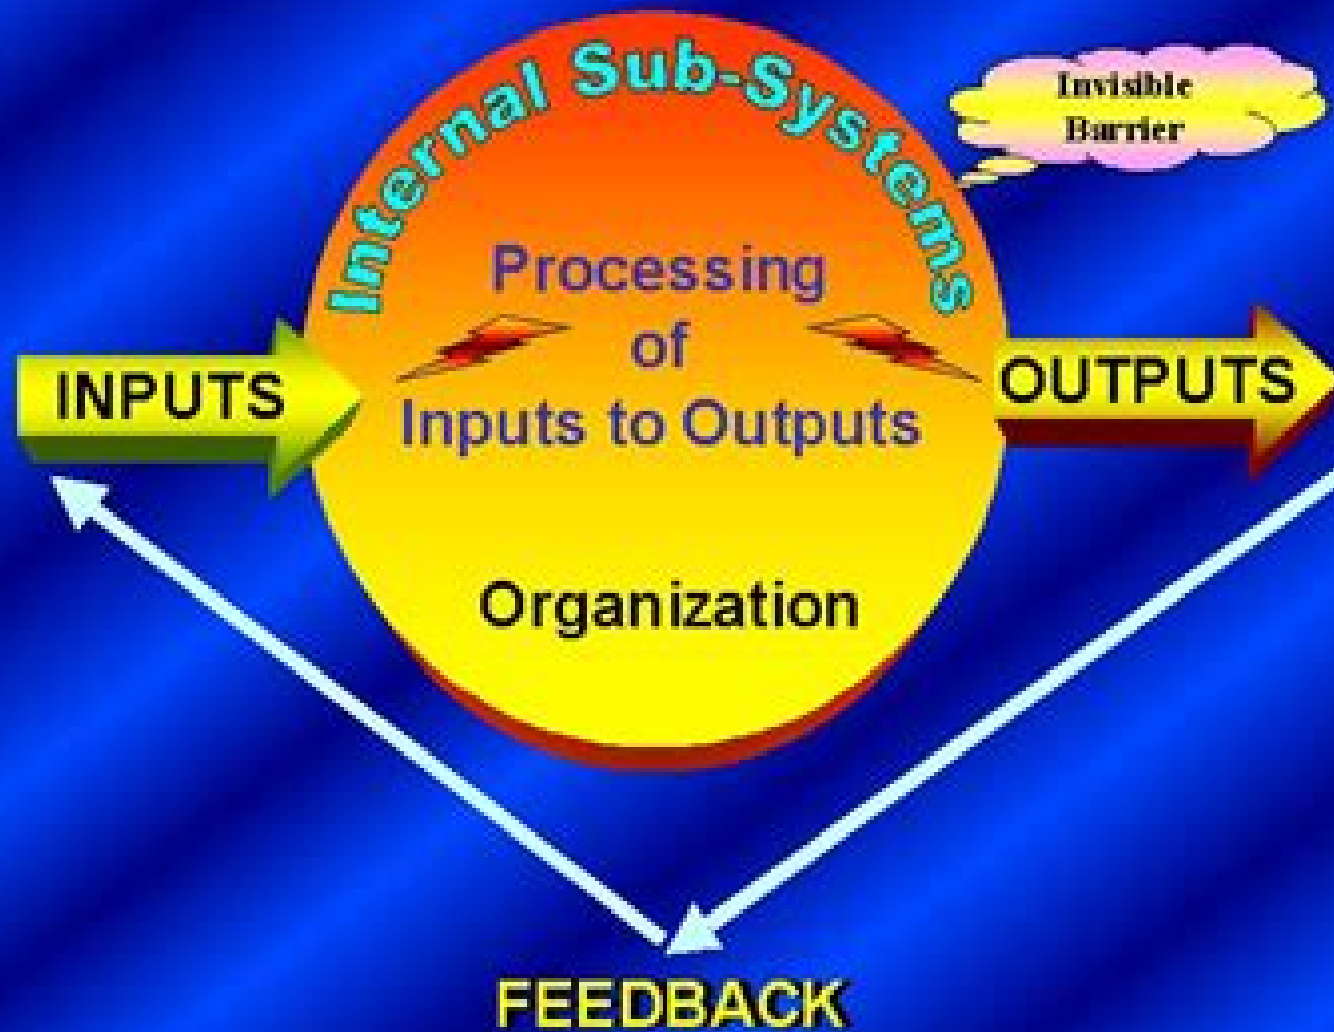 Internal Sub-Systems
Invisible
Barrier
Processing
of
Inputs to Outputs
INPUTS
OUTPUTS
Organization
FEEDBACK